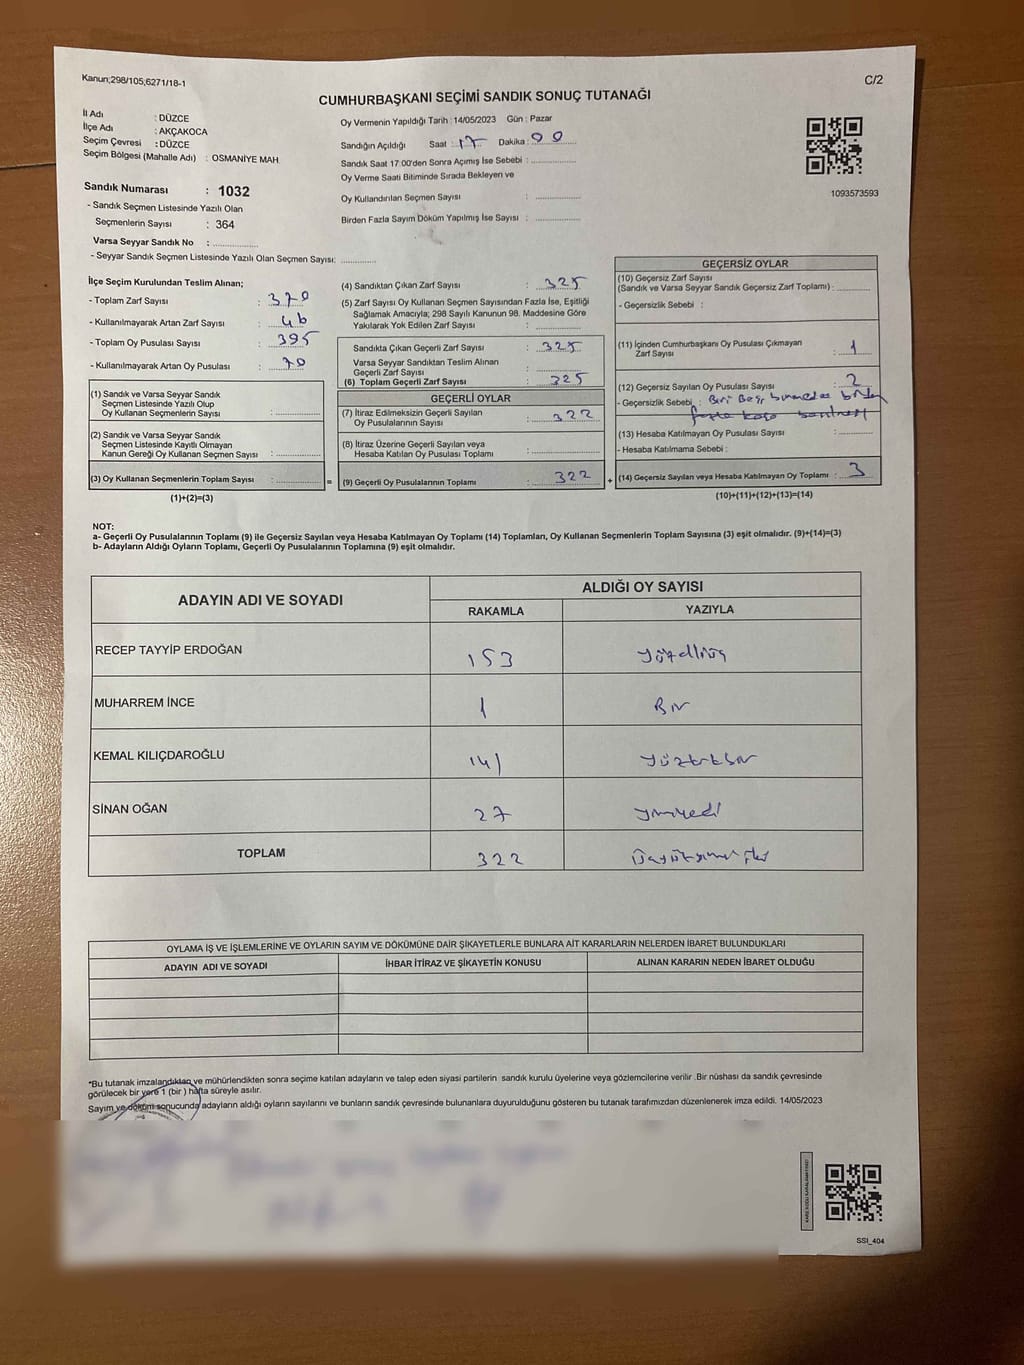 Kanun;298/105;6271/18-1
C/2
CUMHURBAŞKANI SEÇİMİ SANDIK SONUÇ TUTANAĞI
İl Adı : DÜZCE
İlçe Adı : AKÇAKOCA
Seçim Çevresi : DÜZCE
Seçim Bölgesi (Mahalle Adı) : OSMANİYE MAH.
Oy Vermenin Yapıldığı Tarih : 14/05/2023 Gün : Pazar
Sandığın Açıldığı Saat : 17 Dakika : 00
Sandık Saat 17:00'den Sonra Açımış İse Sebebi :
Oy Verme Saati Bitiminde Sırada Bekleyen ve
Oy Kullandırılan Seçmen Sayısı :
Birden Fazla Sayım Döküm Yapılmış İse Sayısı :
1093573593
Sandık Numarası : 1032
- Sandık Seçmen Listesinde Yazılı Olan
Seçmenlerin Sayısı : 364
Varsa Seyyar Sandık No :
- Seyyar Sandık Seçmen Listesinde Yazılı Olan Seçmen Sayısı:
İlçe Seçim Kurulundan Teslim Alınan;
- Toplam Zarf Sayısı : 370
- Kullanılmayarak Artan Zarf Sayısı : 46
- Toplam Oy Pusulası Sayısı : 395
- Kullanılmayarak Artan Oy Pusulası : 70
(1) Sandık ve Varsa Seyyar Sandık
Seçmen Listesinde Yazılı Olup
Oy Kullanan Seçmenlerin Sayısı :
(2) Sandık ve Varsa Seyyar Sandık
Seçmen Listesinde Kayıtlı Olmayan
Kanun Gereği Oy Kullanan Seçmen Sayısı :
(3) Oy Kullanan Seçmenlerin Toplam Sayısı : =
(1)+(2)=(3)
(4) Sandıktan Çıkan Zarf Sayısı : 325
(5) Zarf Sayısı Oy Kullanan Seçmen Sayısından Fazla İse, Eşitliği
Sağlamak Amacıyla; 298 Sayılı Kanunun 98. Maddesine Göre
Yakılarak Yok Edilen Zarf Sayısı :
Sandıkta Çıkan Geçerli Zarf Sayısı : 325
Varsa Seyyar Sandıktan Teslim Alınan
Geçerli Zarf Sayısı :
(6) Toplam Geçerli Zarf Sayısı : 325
GEÇERLİ OYLAR
(7) İtiraz Edilmeksizin Geçerli Sayılan
Oy Pusulalarının Sayısı : 322
(8) İtiraz Üzerine Geçerli Sayılan veya
Hesaba Katılan Oy Pusulası Toplamı :
(9) Geçerli Oy Pusulalarının Toplamı : 322 +
GEÇERSİZ OYLAR
(10) Geçersiz Zarf Sayısı
(Sandık ve Varsa Seyyar Sandık Geçersiz Zarf Toplamı) :
- Geçersizlik Sebebi :
(11) İçinden Cumhurbaşkanı Oy Pusulası Çıkmayan
Zarf Sayısı : 1
(12) Geçersiz Sayılan Oy Pusulası Sayısı : 2
- Geçersizlik Sebebi : Biri Boş birden
fazla
(13) Hesaba Katılmayan Oy Pusulası Sayısı :
- Hesaba Katılmama Sebebi :
(14) Geçersiz Sayılan veya Hesaba Katılmayan Oy Toplamı : 3
(10)+(11)+(12)+(13)=(14)
NOT:
a- Geçerli Oy Pusulalarının Toplamı (9) ile Geçersiz Sayılan veya Hesaba Katılmayan Oy Toplamı (14) Toplamları, Oy Kullanan Seçmenlerin Toplam Sayısına (3) eşit olmalıdır. (9)+(14)=(3)
b- Adayların Aldığı Oyların Toplamı, Geçerli Oy Pusulalarının Toplamına (9) eşit olmalıdır.
ADAYIN ADI VE SOYADI ALDIĞI OY SAYISI
RAKAMLA YAZIYLA
RECEP TAYYİP ERDOĞAN 153 Yüzelliüç
MUHARREM İNCE 1 Bir
KEMAL KILIÇDAROĞLU 141 Yüzkırkbir
SİNAN OĞAN 27 Yirmiyedi
TOPLAM 322 Üçyüzyirmi iki
OYLAMA İŞ VE İŞLEMLERİNE VE OYLARIN SAYIM VE DÖKÜMÜNE DAİR ŞİKAYETLERLE BUNLARA AİT KARARLARIN NELERDEN İBARET BULUNDUKLARI
ADAYIN ADI VE SOYADI İHBAR İTİRAZ VE ŞİKAYETİN KONUSU ALINAN KARARIN NEDEN İBARET OLDUĞU
*Bu tutanak imzalandıktan ve mühürlendikten sonra seçime katılan adayların ve talep eden siyasi partilerin sandık kurulu üyelerine veya gözlemcilerine verilir .Bir nüshası da sandık çevresinde
görülecek bir yere 1 (bir ) hafta süreyle asılır.
Sayım ve döküm sonucunda adayların aldığı oyların sayılarını ve bunların sandık çevresinde bulunanlara duyurulduğunu gösteren bu tutanak tarafımızdan düzenlenerek imza edildi. 14/05/2023
KARE KODU KARALAMAYINIZ!
SSI_404